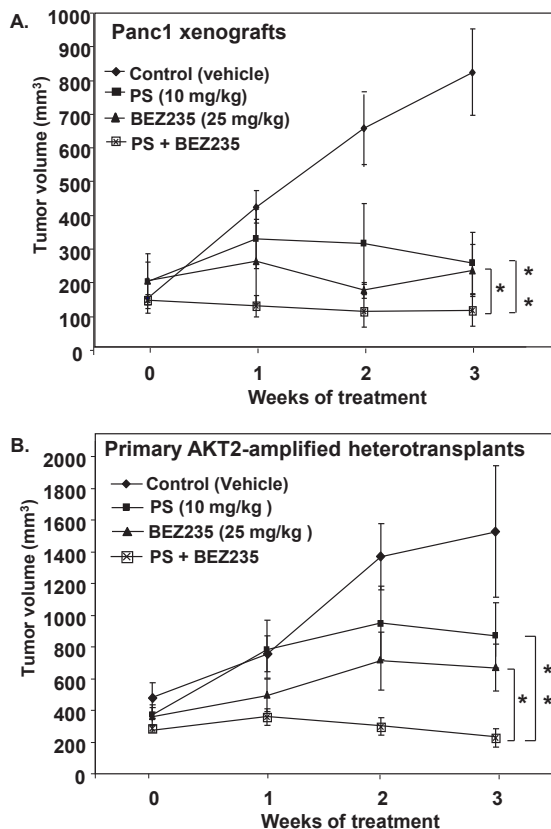 A.
Panc1 xenografts
Control (vehicle)
PS (10 mg/kg)
BEZ235 (25 mg/kg)
PS + BEZ235
Tumor volume (mm3)
1000
900
800
700
600
500
400
300
200
100
0
*
*
*
0 1 2 3
Weeks of treatment
B.
Primary AKT2-amplified heterotransplants
Control (Vehicle)
PS (10 mg/kg )
BEZ235 (25 mg/kg )
PS + BEZ235
Tumor volume (mm3)
2000
1800
1600
1400
1200
1000
800
600
400
200
0
*
*
*
0 1 2 3
Weeks of treatment